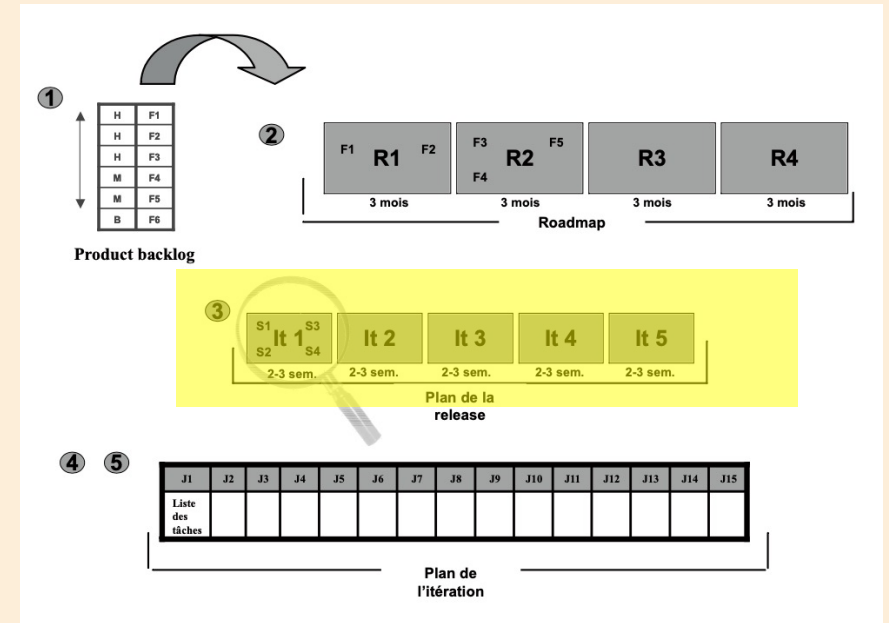 1
H F1
H F2
H F3
M F4
M F5
B F6
Product backlog
2
F1 R1 F2
F3 R2 F5
F4
R3
R4
3 mois 3 mois 3 mois 3 mois
Roadmap
3
S1 It 1 S3
S2 S4
It 2
It 3
It 4
It 5
2-3 sem. 2-3 sem. 2-3 sem. 2-3 sem. 2-3 sem.
Plan de la
release
4 5
J1 J2 J3 J4 J5 J6 J7 J8 J9 J10 J11 J12 J13 J14 J15
Liste
des
tâches
Plan de
l'itération